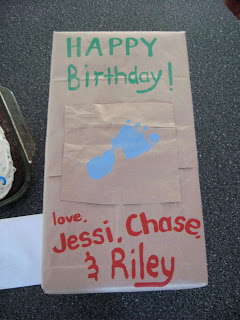 HAPPY
Birthday!
love,
Jessi, Chase,
& Riley